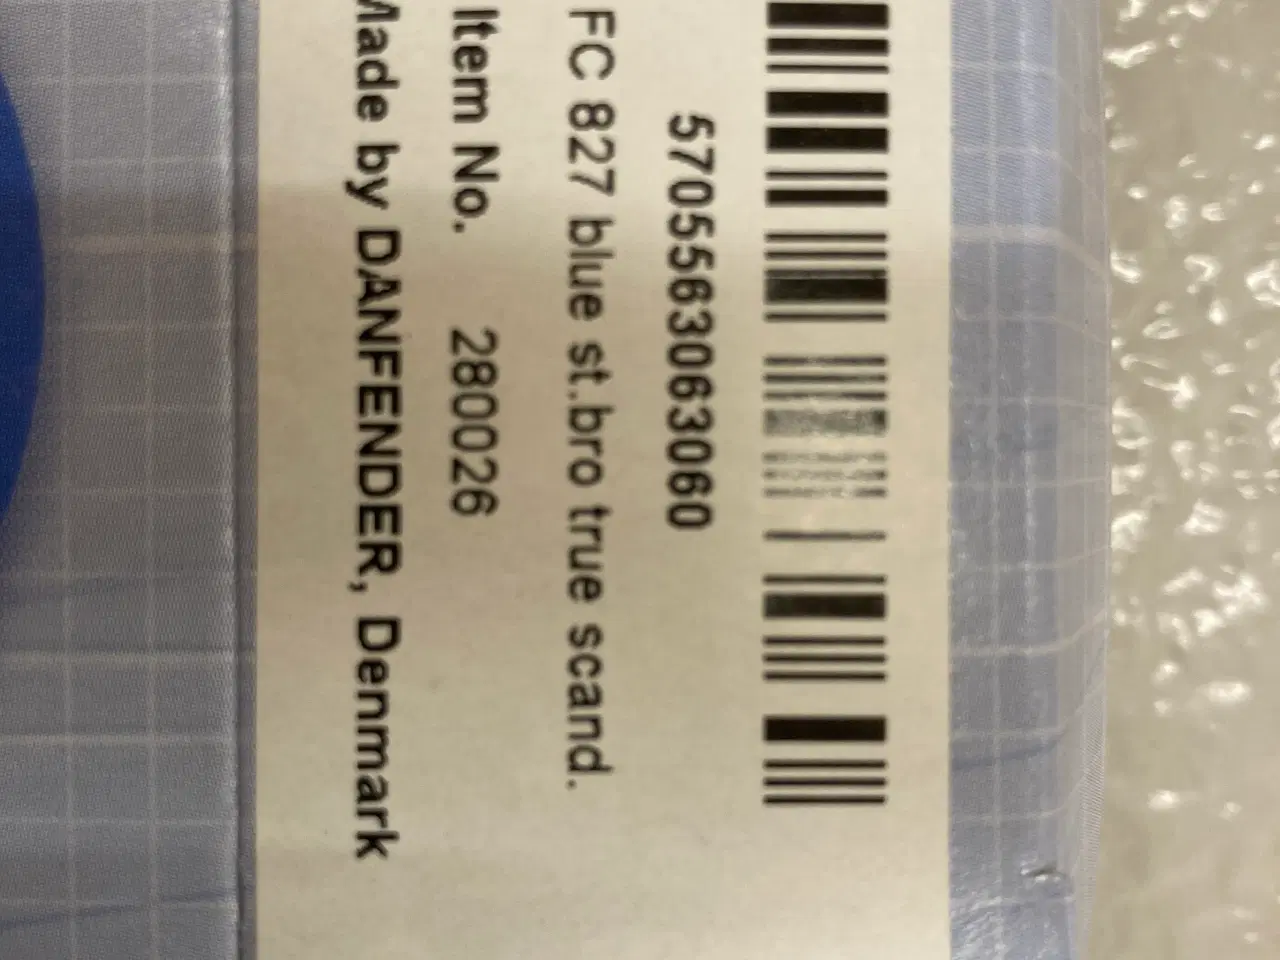 5705563063060
FC 827 blue st.bro true scand.
Item No. 280026
Made by DANFENDER, Denmark